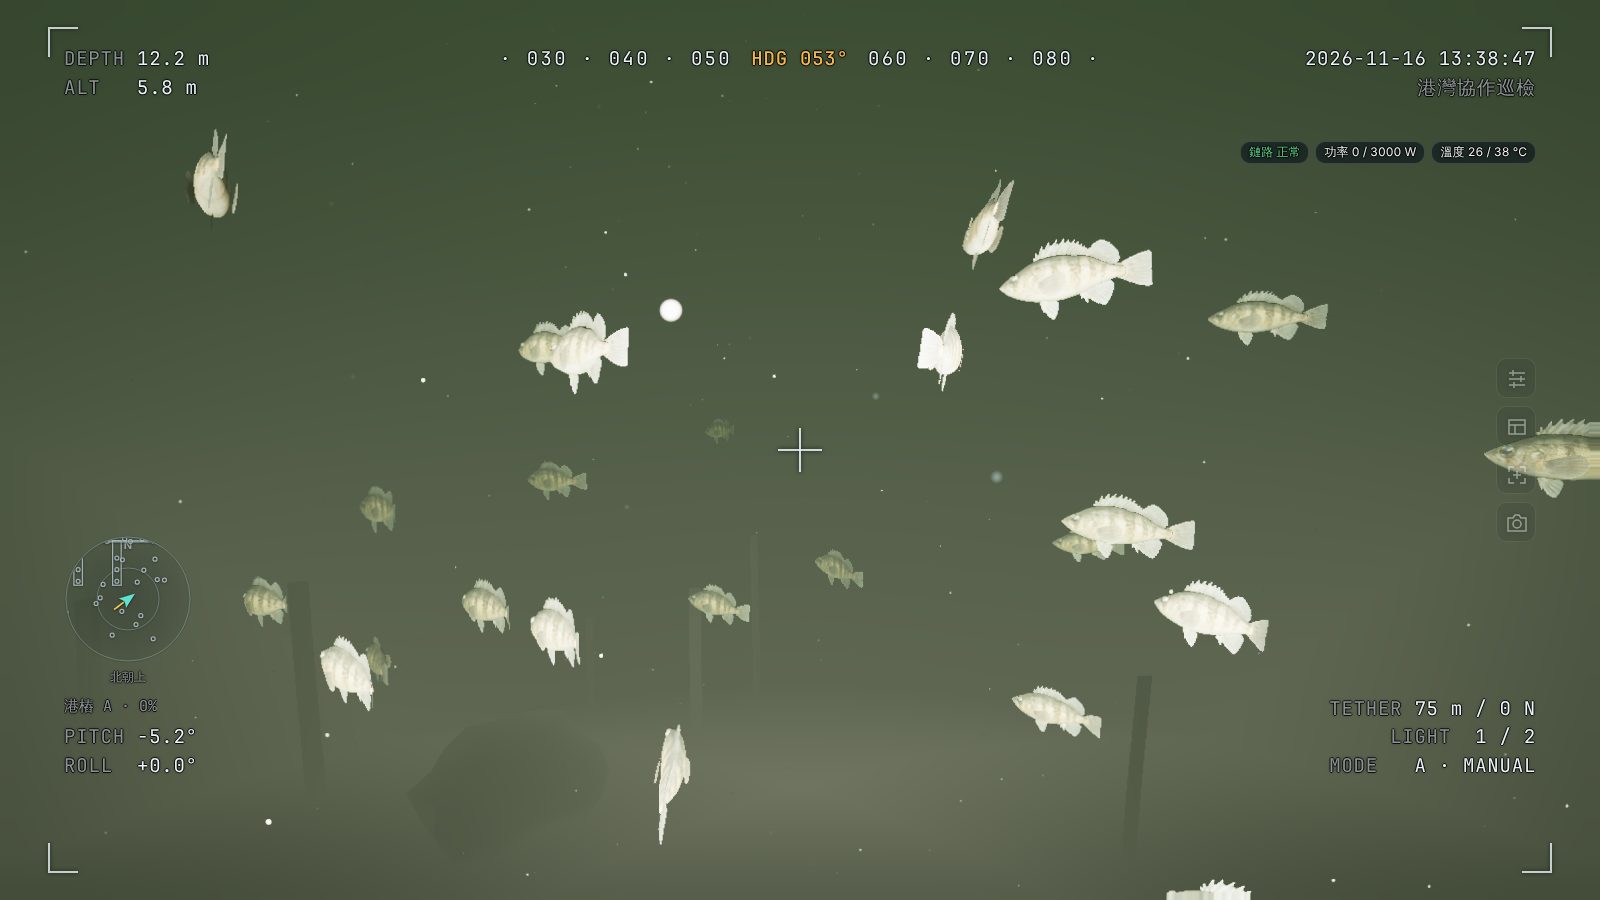 DEPTH 12.2 m
ALT 5.8 m
· 030 · 040 · 050 HDG 053° 060 · 070 · 080 ·
2026-11-16 13:38:47
港灣協作巡檢
鏈路 正常
功率 0 / 3000 W
溫度 26 / 38 °C
N
北朝上
港樁 A · 0%
PITCH -5.2°
ROLL +0.0°
TETHER 75 m / 0 N
LIGHT 1 / 2
MODE A · MANUAL